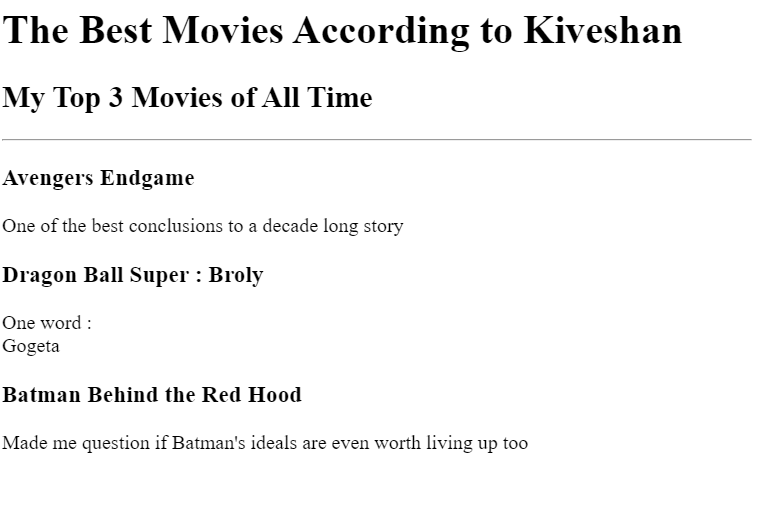 The Best Movies According to Kiveshan
My Top 3 Movies of All Time
Avengers Endgame
One of the best conclusions to a decade long story
Dragon Ball Super : Broly
One word :
Gogeta
Batman Behind the Red Hood
Made me question if Batman's ideals are even worth living up too